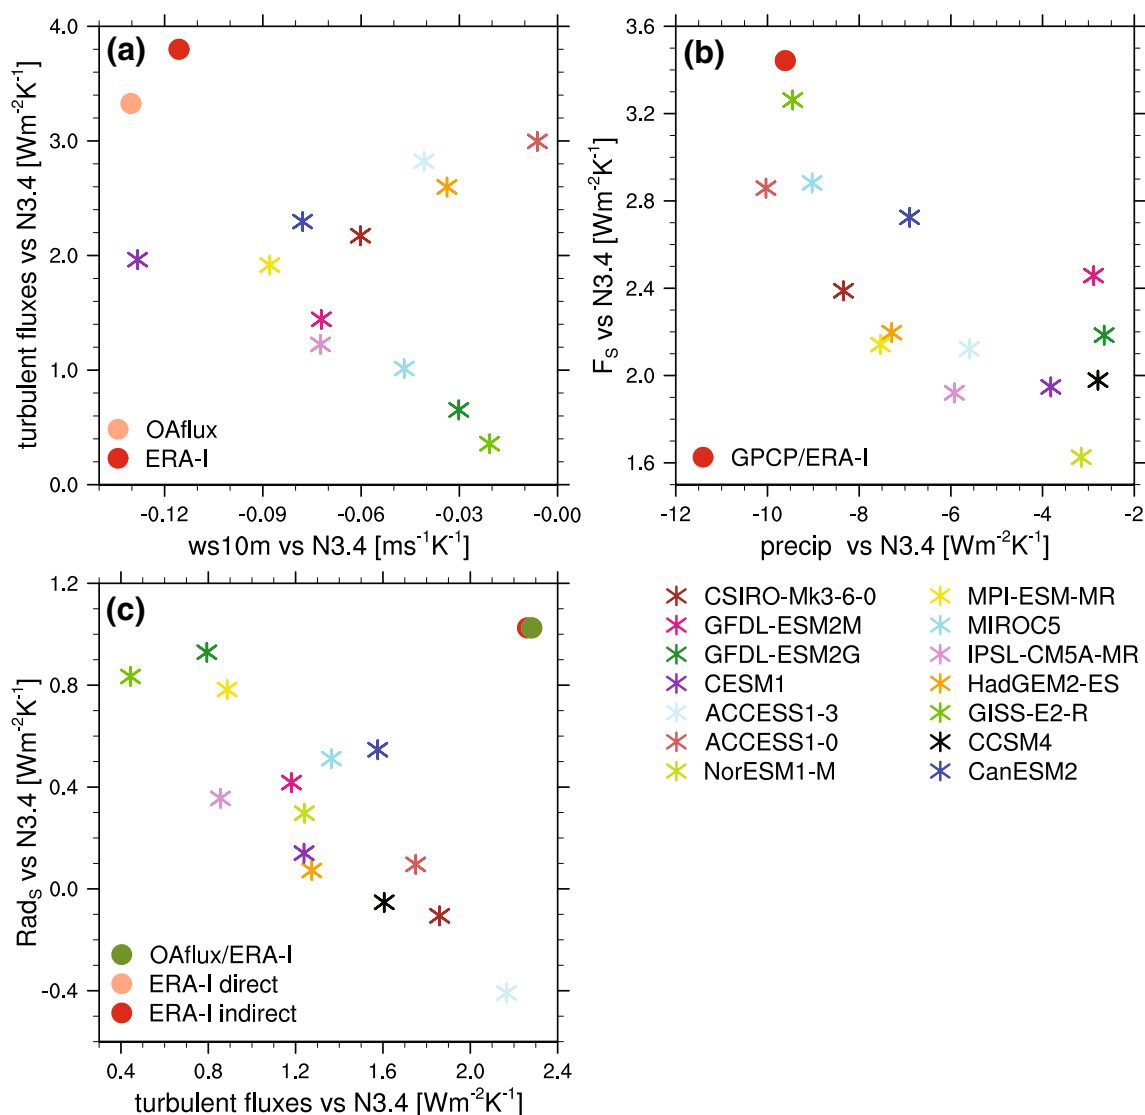 (a)
turbulent fluxes vs N3.4 [Wm⁻²K⁻¹]
4.0
3.0
2.0
1.0
0.0
OAflux
ERA-I
-0.12 -0.09 -0.06 -0.03 -0.00
ws10m vs N3.4 [ms⁻¹K⁻¹]
(b)
F_S vs N3.4 [Wm⁻²K⁻¹]
3.6
3.2
2.8
2.4
2.0
1.6
GPCP/ERA-I
-12 -10 -8 -6 -4 -2
precip vs N3.4 [Wm⁻²K⁻¹]
(c)
Rad_S vs N3.4 [Wm⁻²K⁻¹]
1.2
0.8
0.4
0.0
-0.4
OAflux/ERA-I
ERA-I direct
ERA-I indirect
0.4 0.8 1.2 1.6 2.0 2.4
turbulent fluxes vs N3.4 [Wm⁻²K⁻¹]
CSIRO-Mk3-6-0
GFDL-ESM2M
GFDL-ESM2G
CESM1
ACCESS1-3
ACCESS1-0
NorESM1-M
MPI-ESM-MR
MIROC5
IPSL-CM5A-MR
HadGEM2-ES
GISS-E2-R
CCSM4
CanESM2